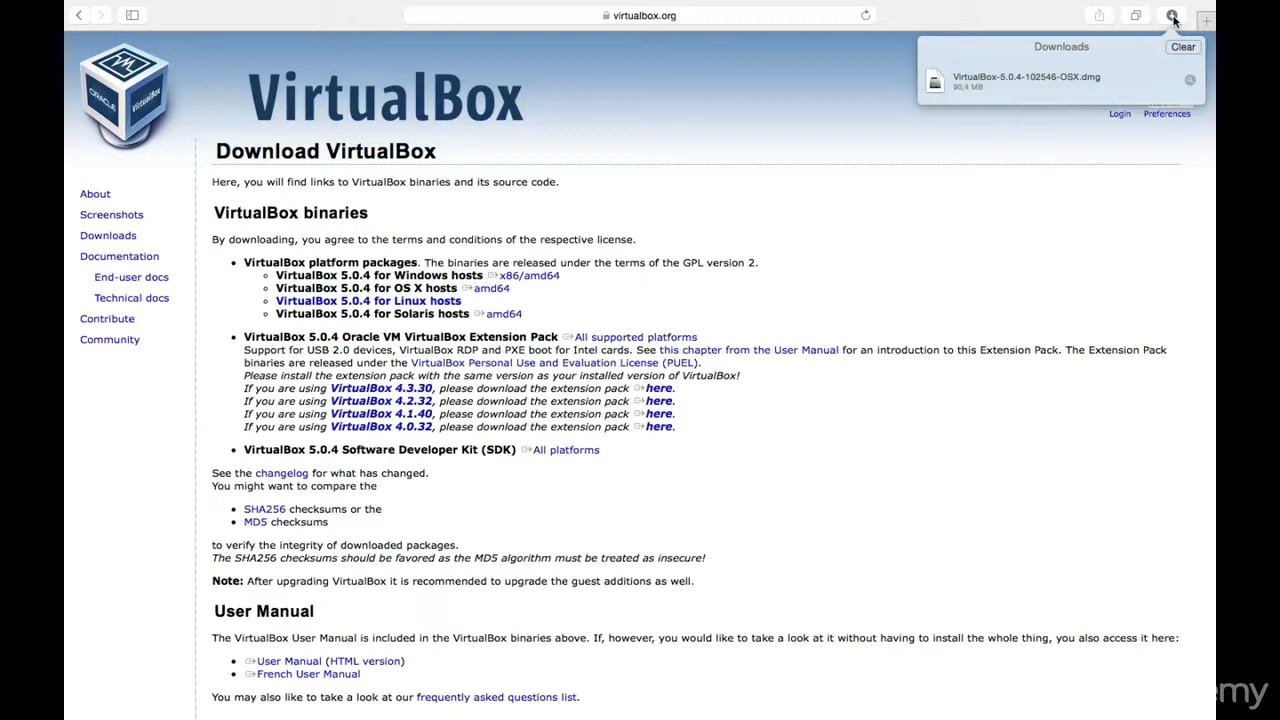 virtualbox.org
Downloads
Clear
VirtualBox-5.0.4-102546-OSX.dmg
90,4 MB
ORACLE
VirtualBox
VirtualBox
Login
Preferences
Download VirtualBox
Here, you will find links to VirtualBox binaries and its source code.
About
Screenshots
Downloads
Documentation
End-user docs
Technical docs
Contribute
Community
VirtualBox binaries
By downloading, you agree to the terms and conditions of the respective license.
VirtualBox platform packages. The binaries are released under the terms of the GPL version 2.
VirtualBox 5.0.4 for Windows hosts x86/amd64
VirtualBox 5.0.4 for OS X hosts amd64
VirtualBox 5.0.4 for Linux hosts
VirtualBox 5.0.4 for Solaris hosts amd64
VirtualBox 5.0.4 Oracle VM VirtualBox Extension Pack All supported platforms
Support for USB 2.0 devices, VirtualBox RDP and PXE boot for Intel cards. See this chapter from the User Manual for an introduction to this Extension Pack. The Extension Pack
binaries are released under the VirtualBox Personal Use and Evaluation License (PUEL).
Please install the extension pack with the same version as your installed version of VirtualBox!
If you are using VirtualBox 4.3.30, please download the extension pack here.
If you are using VirtualBox 4.2.32, please download the extension pack here.
If you are using VirtualBox 4.1.40, please download the extension pack here.
If you are using VirtualBox 4.0.32, please download the extension pack here.
VirtualBox 5.0.4 Software Developer Kit (SDK) All platforms
See the changelog for what has changed.
You might want to compare the
SHA256 checksums or the
MD5 checksums
to verify the integrity of downloaded packages.
The SHA256 checksums should be favored as the MD5 algorithm must be treated as insecure!
Note: After upgrading VirtualBox it is recommended to upgrade the guest additions as well.
User Manual
The VirtualBox User Manual is included in the VirtualBox binaries above. If, however, you would like to take a look at it without having to install the whole thing, you also access it here:
User Manual (HTML version)
French User Manual
You may also like to take a look at our frequently asked questions list.
emy